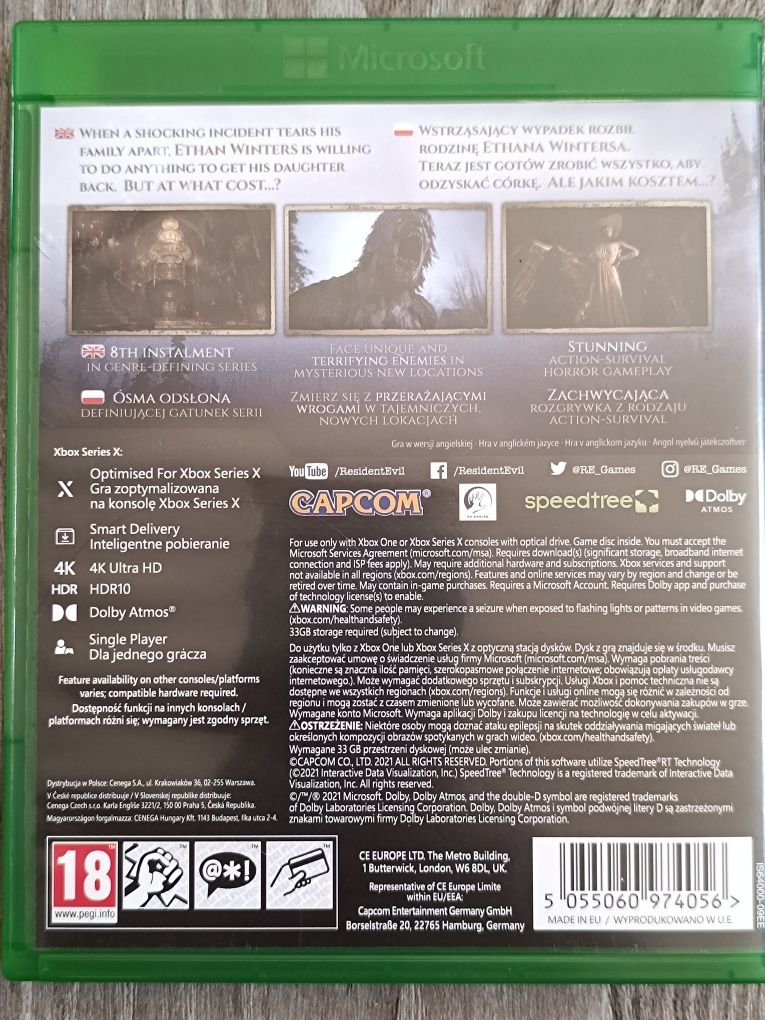 Microsoft
WHEN A SHOCKING INCIDENT TEARS HIS
FAMILY APART, ETHAN WINTERS IS WILLING
TO DO ANYTHING TO GET HIS DAUGHTER
BACK. BUT AT WHAT COST...?
WSTRZĄSAJĄCY WYPADEK ROZBIŁ
RODZINĘ ETHANA WINTERSA.
TERAZ JEST GOTÓW ZROBIĆ WSZYSTKO, ABY
ODZYSKAĆ CÓRKĘ. ALE JAKIM KOSZTEM...?
8TH INSTALMENT
IN GENRE-DEFINING SERIES
FACE UNIQUE AND
TERRIFYING ENEMIES IN
MYSTERIOUS NEW LOCATIONS
STUNNING
ACTION-SURVIVAL
HORROR GAMEPLAY
ÓSMA ODSŁONA
DEFINIUJĄCEJ GATUNEK SERII
ZMIERZ SIĘ Z PRZERAŻAJĄCYMI
WROGAMI W TAJEMNICZYCH,
NOWYCH LOKACJACH
ZACHWYCAJĄCA
ROZGRYWKA Z RODZAJU
ACTION-SURVIVAL
Gra w wersji angielskiej · Hra v anglickém jazyce · Hra v anglickom jazyku · Angol nyelvű játékszoftver
Xbox Series X:
X Optimised For Xbox Series X
Gra zoptymalizowana
na konsolę Xbox Series X
Smart Delivery
Inteligentne pobieranie
4K 4K Ultra HD
HDR HDR10
Dolby Atmos®
Single Player
Dla jednego grácza
Feature availability on other consoles/platforms
varies; compatible hardware required.
Dostępność funkcji na innych konsolach /
platformach różni się; wymagany jest zgodny sprzęt.
YouTube /ResidentEvil
f /ResidentEvil
@RE_Games
@RE_Games
CAPCOM®
RE ENGINE
speedtree
Dolby
ATMOS
For use only with Xbox One or Xbox Series X consoles with optical drive. Game disc inside. You must accept the
Microsoft Services Agreement (microsoft.com/msa). Requires download(s) (significant storage, broadband internet
connection and ISP fees apply). May require additional hardware and subscriptions. Xbox services and support
not available in all regions (xbox.com/regions). Features and online services may vary by region and change or be
retired over time. May contain in-game purchases. Requires a Microsoft Account. Requires Dolby app and purchase
of technology license(s) to enable.
⚠WARNING: Some people may experience a seizure when exposed to flashing lights or patterns in video games.
(xbox.com/healthandsafety).
33GB storage required (subject to change).
Do użytku tylko z Xbox One lub Xbox Series X z optyczną stacją dysków. Dysk z grą znajduje się w środku. Musisz
zaakceptować umowę o świadczenie usług firmy Microsoft (microsoft.com/msa). Wymaga pobrania treści
(konieczne są znaczna ilość pamięci, szerokopasmowe połączenie internetowe; obowiązują opłaty usługodawcy
internetowego.). Może wymagać dodatkowego sprzętu i subskrypcji. Usługi Xbox i pomoc techniczna nie są
dostępne we wszystkich regionach (xbox.com/regions). Funkcje i usługi online mogą się różnić w zależności od
regionu i mogą zostać z czasem zmienione lub wycofane. Może zawierać możliwość dokonywania zakupów w grze.
Wymagane konto Microsoft. Wymaga aplikacji Dolby i zakupu licencji na technologię w celu aktywacji.
⚠OSTRZEŻENIE: Niektóre osoby mogą doznać ataku epilepsji na skutek oddziaływania migających świateł lub
określonych kompozycji obrazów spotykanych w grach wideo. (xbox.com/healthandsafety).
Wymagane 33 GB przestrzeni dyskowej (może ulec zmianie).
©CAPCOM CO., LTD. 2021 ALL RIGHTS RESERVED. Portions of this software utilize SpeedTree®RT Technology
(©2021 Interactive Data Visualization, Inc.) SpeedTree® Technology is a registered trademark of Interactive Data
Visualization, Inc. All rights reserved.
©/™/® 2021 Microsoft. Dolby, Dolby Atmos, and the double-D symbol are registered trademarks
of Dolby Laboratories Licensing Corporation. Dolby, Dolby Atmos i symbol podwójnej litery D są zastrzeżonymi
znakami towarowymi firmy Dolby Laboratories Licensing Corporation.
Dystrybucja w Polsce: Cenega S.A., ul. Krakowiaków 36, 02-255 Warszawa.
V České republice distribuuje / V Slovenskej republike distribuuje:
Cenega Czech s.r.o. Karla Engliše 3221/2, 150 00 Praha 5, Česká Republika.
Magyarországon forgalmazza: CENEGA Hungary Kft. 1143 Budapest, Ilka utca 2-4.
18
www.pegi.info
@*!
CE EUROPE LTD. The Metro Building,
1 Butterwick, London, W6 8DL, UK.
Representative of CE Europe Limite
within EU/EEA:
Capcom Entertainment Germany GmbH
Borselstraße 20, 22765 Hamburg, Germany
5 055060 974056 >
MADE IN EU / WYPRODUKOWANO W U.E.
IS64000-09EE